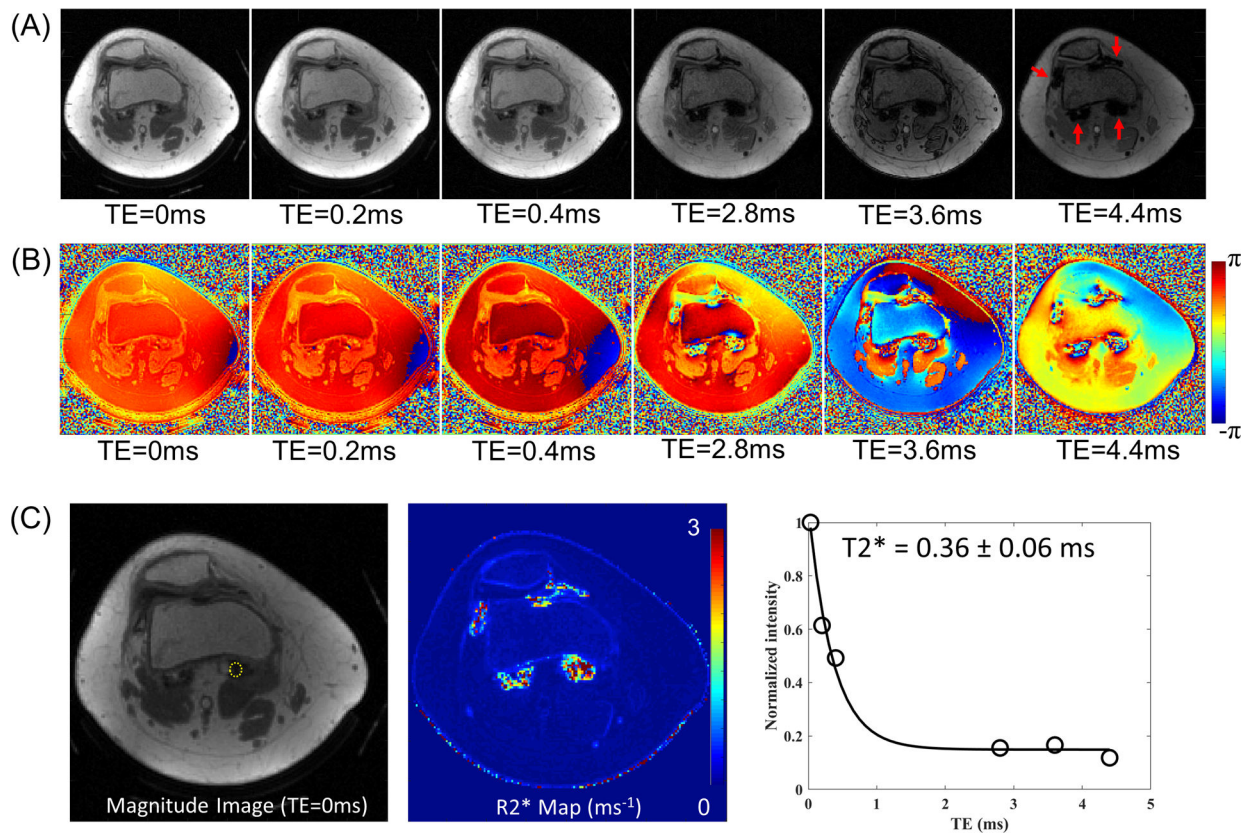 (A)
TE=0ms TE=0.2ms TE=0.4ms TE=2.8ms TE=3.6ms TE=4.4ms
(B)
π
-π
TE=0ms TE=0.2ms TE=0.4ms TE=2.8ms TE=3.6ms TE=4.4ms
(C)
Magnitude Image (TE=0ms)
3
0
R2* Map (ms⁻¹)
T2* = 0.36 ± 0.06 ms
Normalized intensity
1
0.8
0.6
0.4
0.2
0
0 1 2 3 4 5
TE (ms)